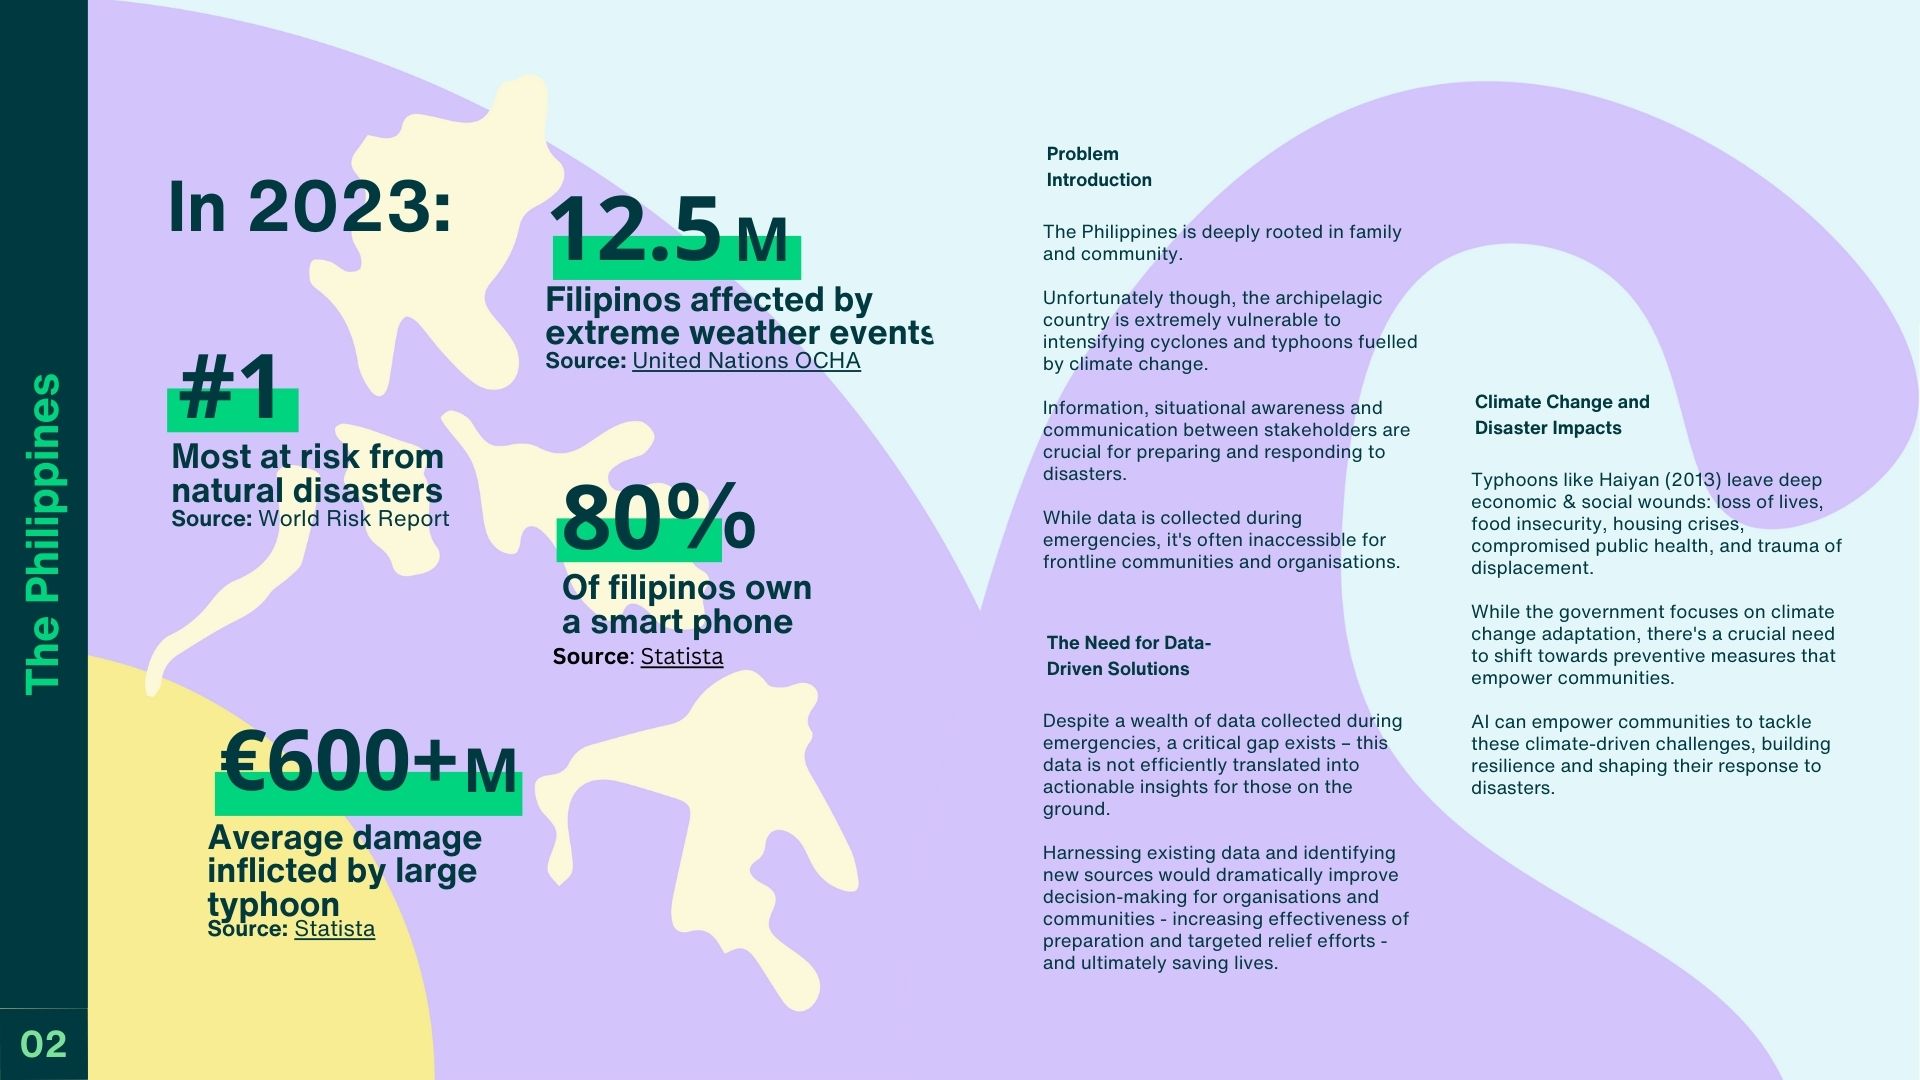 The Philippines
02
In 2023:
12.5 M
Filipinos affected by
extreme weather events
Source: United Nations OCHA
#1
Most at risk from
natural disasters
Source: World Risk Report
80%
Of filipinos own
a smart phone
Source: Statista
€600+M
Average damage
inflicted by large
typhoon
Source: Statista
Problem
Introduction
The Philippines is deeply rooted in family
and community.
Unfortunately though, the archipelagic
country is extremely vulnerable to
intensifying cyclones and typhoons fuelled
by climate change.
Information, situational awareness and
communication between stakeholders are
crucial for preparing and responding to
disasters.
While data is collected during
emergencies, it's often inaccessible for
frontline communities and organisations.
The Need for Data-
Driven Solutions
Despite a wealth of data collected during
emergencies, a critical gap exists – this
data is not efficiently translated into
actionable insights for those on the
ground.
Harnessing existing data and identifying
new sources would dramatically improve
decision-making for organisations and
communities - increasing effectiveness of
preparation and targeted relief efforts -
and ultimately saving lives.
Climate Change and
Disaster Impacts
Typhoons like Haiyan (2013) leave deep
economic & social wounds: loss of lives,
food insecurity, housing crises,
compromised public health, and trauma of
displacement.
While the government focuses on climate
change adaptation, there's a crucial need
to shift towards preventive measures that
empower communities.
AI can empower communities to tackle
these climate-driven challenges, building
resilience and shaping their response to
disasters.